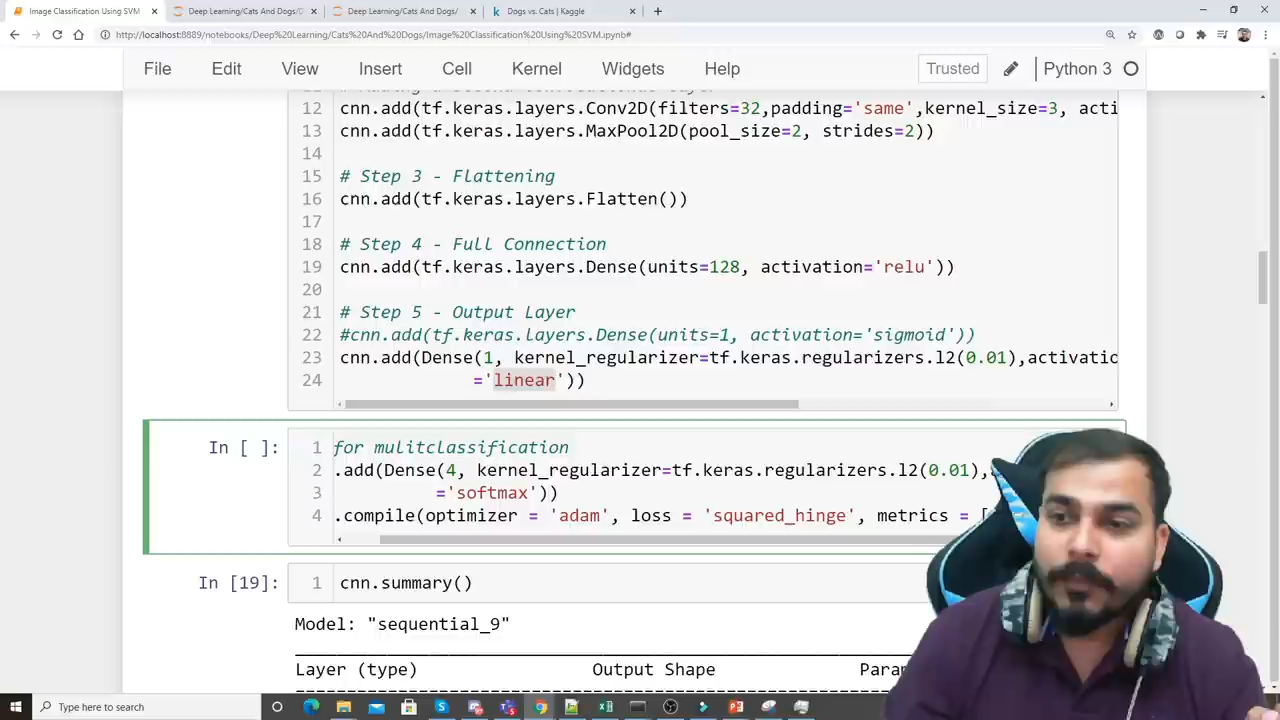 Image Classification Using SVM
Deep Learning/Cats And Dogs/
Deep Learning/Cats And Dogs/
Dogs vs. Cats | Kaggle
http://localhost:8889/notebooks/Deep%20Learning/Cats%20And%20Dogs/Image%20Classification%20Using%20SVM.ipynb#
File Edit View Insert Cell Kernel Widgets Help Trusted Python 3
12 cnn.add(tf.keras.layers.Conv2D(filters=32,padding='same',kernel_size=3, acti
13 cnn.add(tf.keras.layers.MaxPool2D(pool_size=2, strides=2))
14
15 # Step 3 - Flattening
16 cnn.add(tf.keras.layers.Flatten())
17
18 # Step 4 - Full Connection
19 cnn.add(tf.keras.layers.Dense(units=128, activation='relu'))
20
21 # Step 5 - Output Layer
22 #cnn.add(tf.keras.layers.Dense(units=1, activation='sigmoid'))
23 cnn.add(Dense(1, kernel_regularizer=tf.keras.regularizers.l2(0.01),activatio
24 ='linear'))
In [ ]: 1 for mulitclassification
2 .add(Dense(4, kernel_regularizer=tf.keras.regularizers.l2(0.01),
3 ='softmax'))
4 .compile(optimizer = 'adam', loss = 'squared_hinge', metrics = [
In [19]: 1 cnn.summary()
Model: "sequential_9"
Layer (type) Output Shape Para
Type here to search